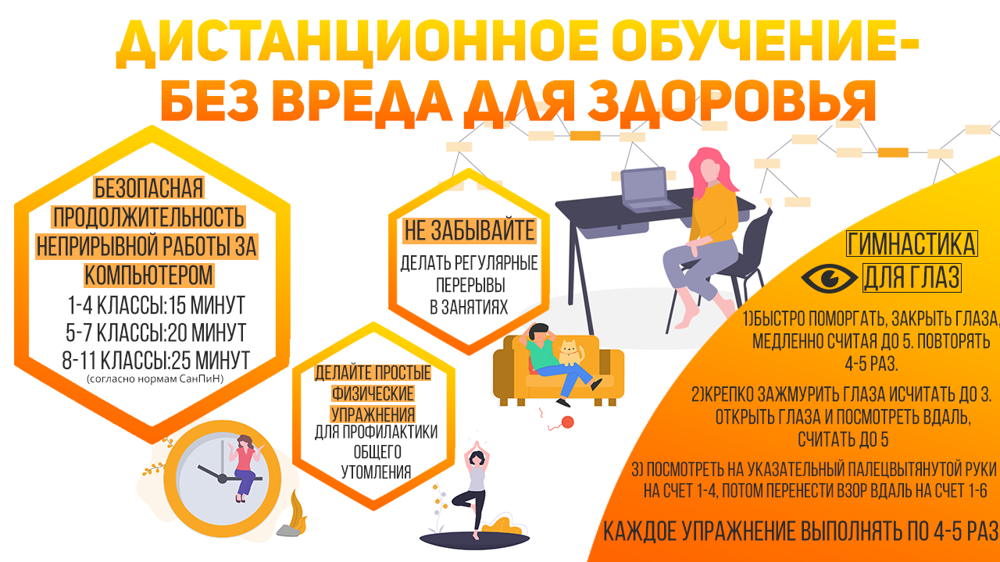 ДИСТАНЦИОННОЕ ОБУЧЕНИЕ-
БЕЗ ВРЕДА ДЛЯ ЗДОРОВЬЯ
БЕЗОПАСНАЯ
ПРОДОЛЖИТЕЛЬНОСТЬ
НЕПРИРЫВНОЙ РАБОТЫ ЗА
КОМПЬЮТЕРОМ
1-4 КЛАССЫ:15 МИНУТ
5-7 КЛАССЫ:20 МИНУТ
8-11 КЛАССЫ:25 МИНУТ
(согласно нормам СанПиН)
НЕ ЗАБЫВАЙТЕ
ДЕЛАТЬ РЕГУЛЯРНЫЕ
ПЕРЕРЫВЫ
В ЗАНЯТИЯХ
ДЕЛАЙТЕ ПРОСТЫЕ
ФИЗИЧЕСКИЕ
УПРАЖНЕНИЯ
ДЛЯ ПРОФИЛАКТИКИ
ОБЩЕГО
УТОМЛЕНИЯ
ГИМНАСТИКА
ДЛЯ ГЛАЗ
1)БЫСТРО ПОМОРГАТЬ, ЗАКРЫТЬ ГЛАЗА,
МЕДЛЕННО СЧИТАЯ ДО 5. ПОВТОРЯТЬ
4-5 РАЗ.
2)КРЕПКО ЗАЖМУРИТЬ ГЛАЗА ИСЧИТАТЬ ДО 3.
ОТКРЫТЬ ГЛАЗА И ПОСМОТРЕТЬ ВДАЛЬ,
СЧИТАТЬ ДО 5
3) ПОСМОТРЕТЬ НА УКАЗАТЕЛЬНЫЙ ПАЛЕЦВЫТЯНУТОЙ РУКИ
НА СЧЕТ 1-4, ПОТОМ ПЕРЕНЕСТИ ВЗОР ВДАЛЬ НА СЧЕТ 1-6
КАЖДОЕ УПРАЖНЕНИЕ ВЫПОЛНЯТЬ ПО 4-5 РАЗ